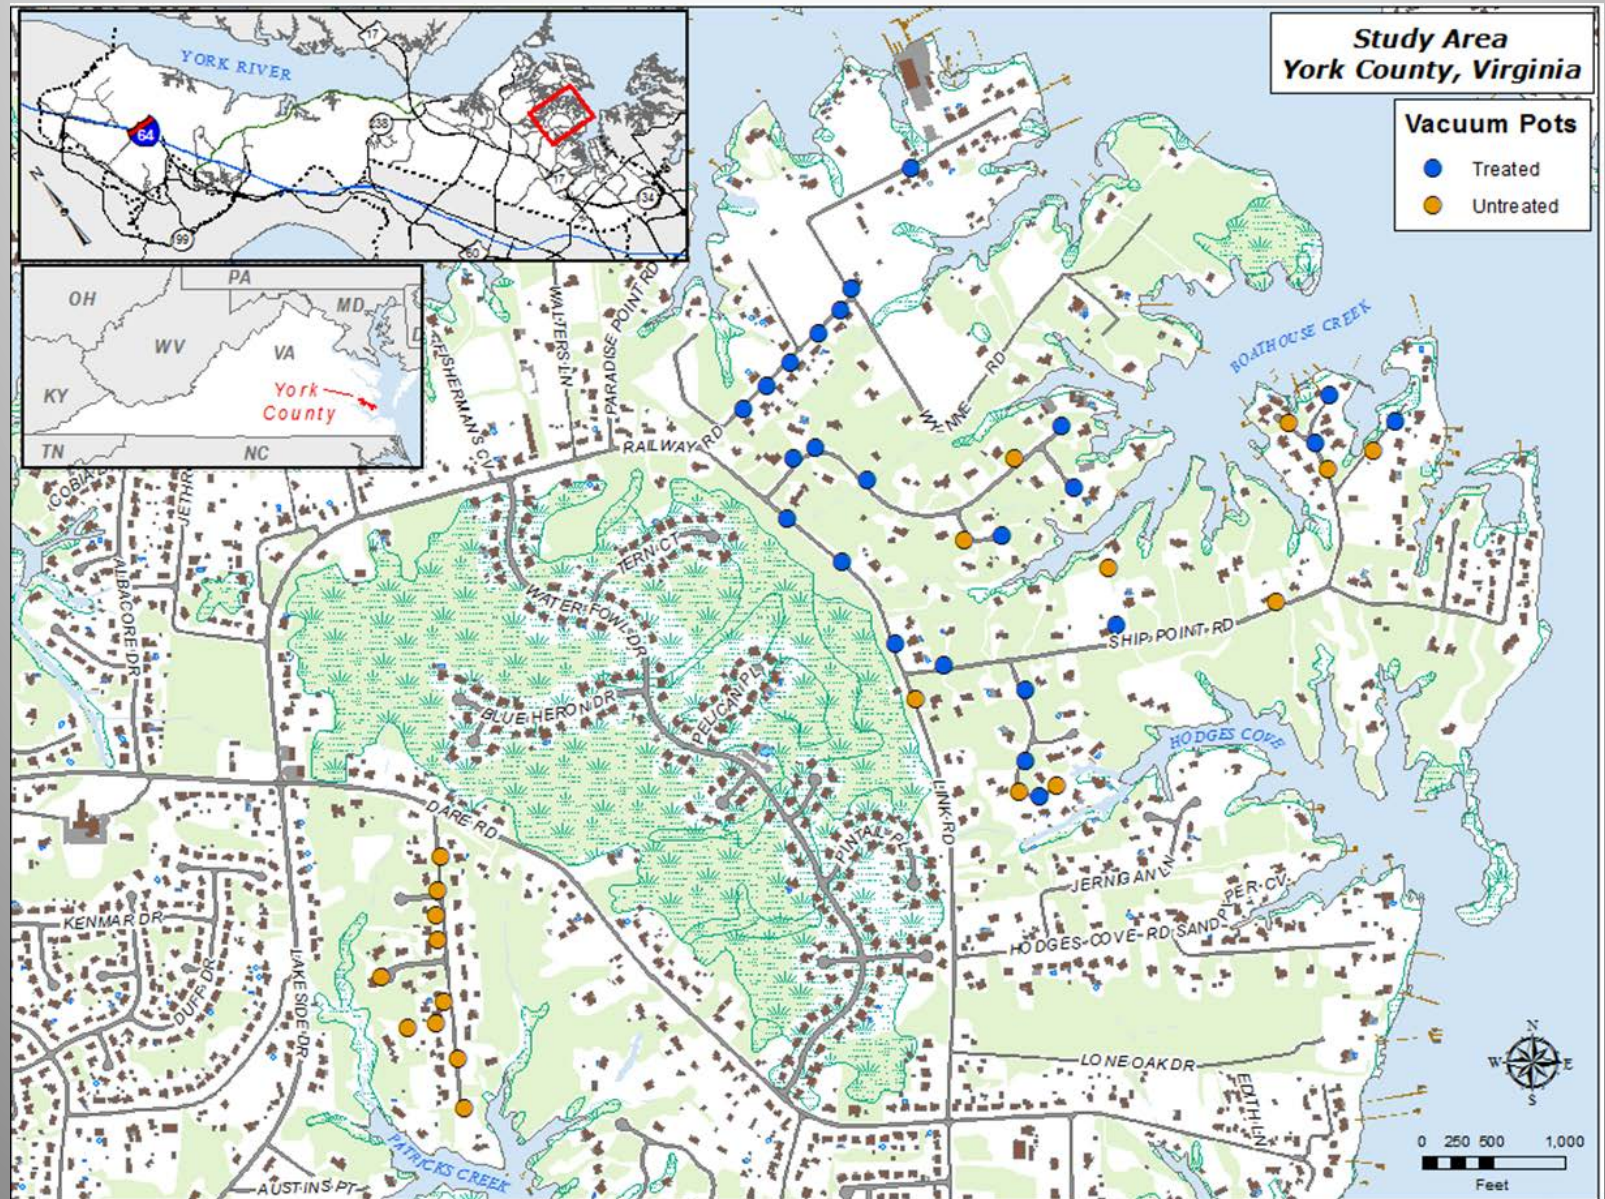 Study Area
York County, Virginia
Vacuum Pots
Treated
Untreated
YORK RIVER
17
64
238
17
134
199
60
N
OH
PA
MD
WV
VA
KY
York
County
TN
NC
FISHERMANS CV
WALTERS LN
PARADISE POINT RD
RAILWAY RD
WYNNE RD
BOATHOUSE CREEK
ALBACORE DR
TERN CT
WATER FOWL DR
BLUE HERON DR
PELICAN PL
SHIP POINT RD
HODGES COVE
LINK RD
DARE RD
PINTAIL PL
JERNGAN LN
KENMAR DR
DUFF DR
LAKESIDE DR
HODGES COVE RD
SANDPIPER CV
LONE OAK DR
EDITH LN
PATRICKS CREEK
AUSTINS PT
N
W
E
S
0 250 500 1,000
Feet